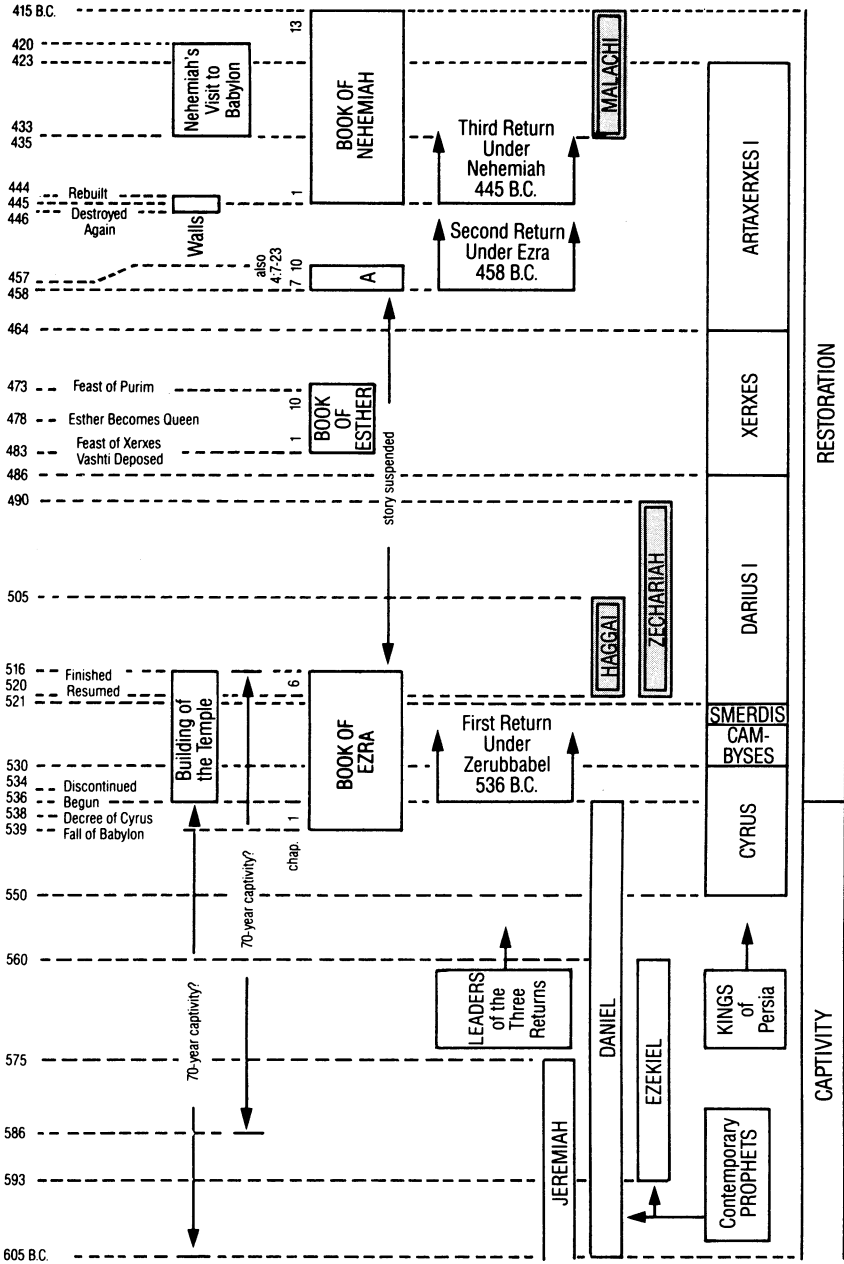 415 B.C.
420
423
433
435
444
445
446
457
458
464
473
478
483
486
490
505
516
520
521
530
534
536
538
539
550
560
575
586
593
605 B.C.
Nehemiah's
Visit to
Babylon
Rebuilt
Destroyed
Again
Walls
Feast of Purim
Esther Becomes Queen
Feast of Xerxes
Vashti Deposed
Finished
Resumed
Discontinued
Begun
Decree of Cyrus
Fall of Babylon
Building of
the Temple
70-year captivity?
70-year captivity?
13
1
also
4:7-23
7 10
1 10
6
1
chap.
BOOK OF
NEHEMIAH
A
BOOK
OF
ESTHER
story suspended
BOOK OF
EZRA
Third Return
Under
Nehemiah
445 B.C.
Second Return
Under Ezra
458 B.C.
First Return
Under
Zerubbabel
536 B.C.
LEADERS
of the
Three
Returns
JEREMIAH
MALACHI
HAGGAI
ZECHARIAH
DANIEL
EZEKIEL
ARTAXERXES I
XERXES
DARIUS I
SMERDIS
CAM-
BYSES
CYRUS
KINGS
of
Persia
Contemporary
PROPHETS
RESTORATION
CAPTIVITY